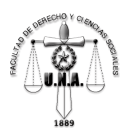 FACULTAD DE DERECHO Y CIENCIAS SOCIALES
U.N.A.
1889